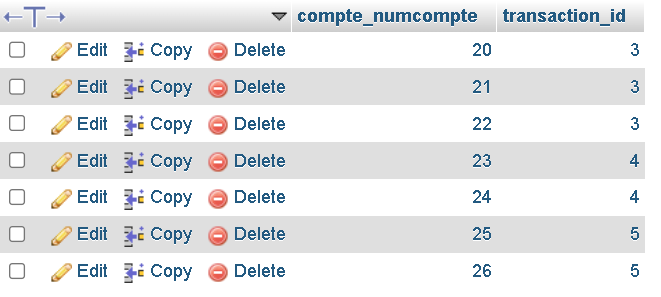 compte_numcompte transaction_id
Edit Copy Delete 20 3
Edit Copy Delete 21 3
Edit Copy Delete 22 3
Edit Copy Delete 23 4
Edit Copy Delete 24 4
Edit Copy Delete 25 5
Edit Copy Delete 26 5